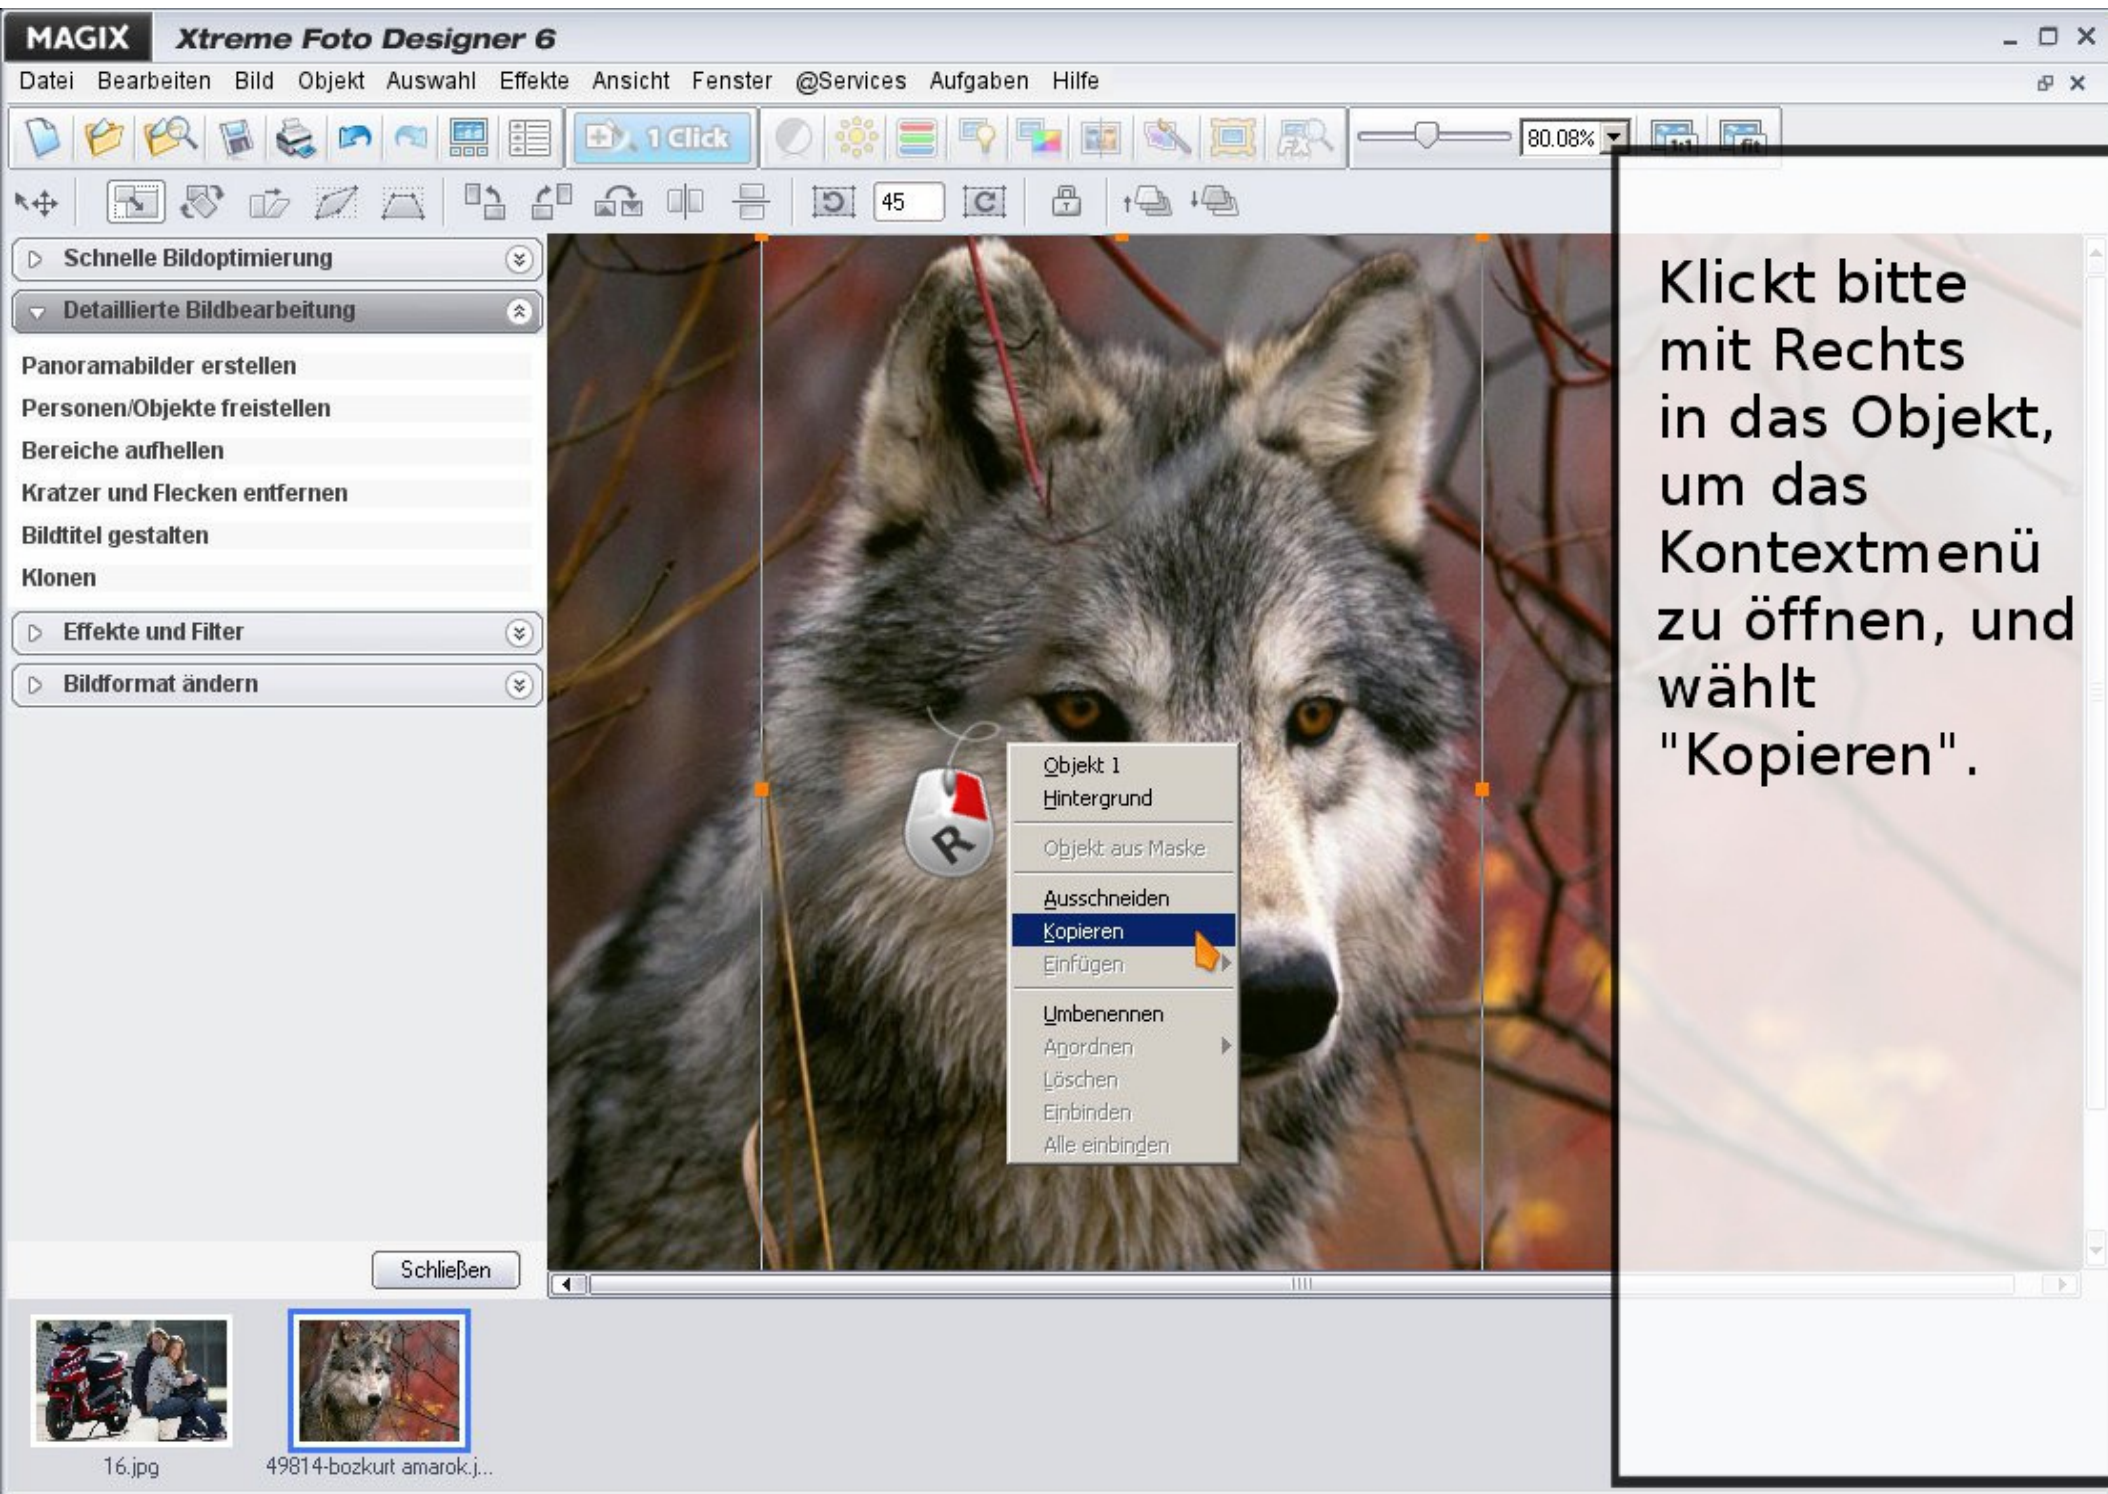 MAGIX Xtreme Foto Designer 6
Datei Bearbeiten Bild Objekt Auswahl Effekte Ansicht Fenster @Services Aufgaben Hilfe
1 Click
80.08%
1:1
fit
45
Schnelle Bildoptimierung
Detaillierte Bildbearbeitung
Panoramabilder erstellen
Personen/Objekte freistellen
Bereiche aufhellen
Kratzer und Flecken entfernen
Bildtitel gestalten
Klonen
Effekte und Filter
Bildformat ändern
Schließen
R
Objekt 1
Hintergrund
Objekt aus Maske
Ausschneiden
Kopieren
Einfügen
Umbenennen
Anordnen
Löschen
Einbinden
Alle einbinden
Klickt bitte
mit Rechts
in das Objekt,
um das
Kontextmenü
zu öffnen, und
wählt
"Kopieren".
16.jpg
49814-bozkurt amarok.j...